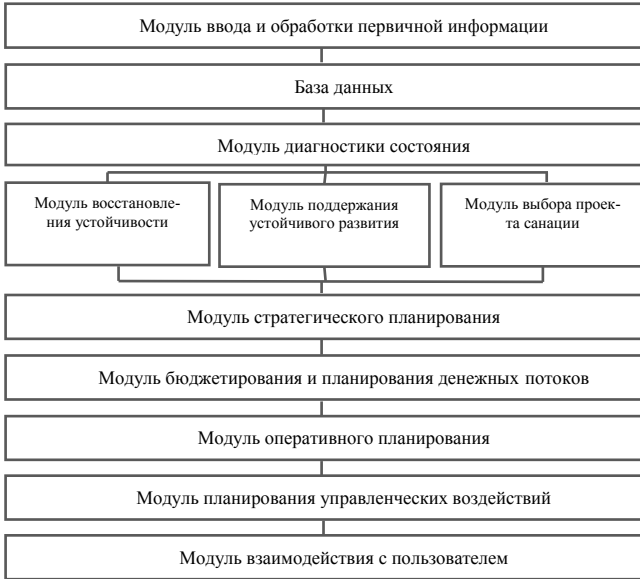 Модуль ввода и обработки первичной информации
База данных
Модуль диагностики состояния
Модуль восстановле-
ния устойчивости
Модуль поддержания
устойчивого развития
Модуль выбора проек-
та санации
Модуль стратегического планирования
Модуль бюджетирования и планирования денежных потоков
Модуль оперативного планирования
Модуль планирования управленческих воздействий
Модуль взаимодействия с пользователем